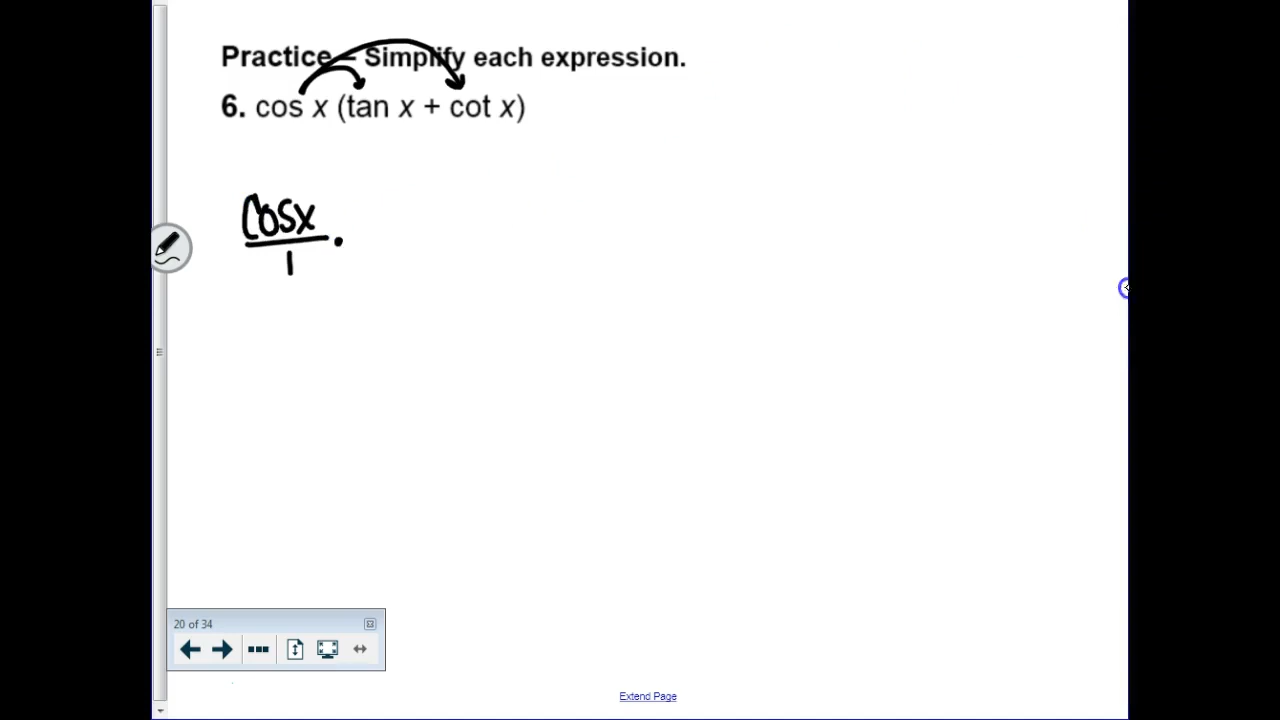 Practice – Simplify each expression.
6. cos x (tan x + cot x)
cosx
1
.
20 of 34
Extend Page